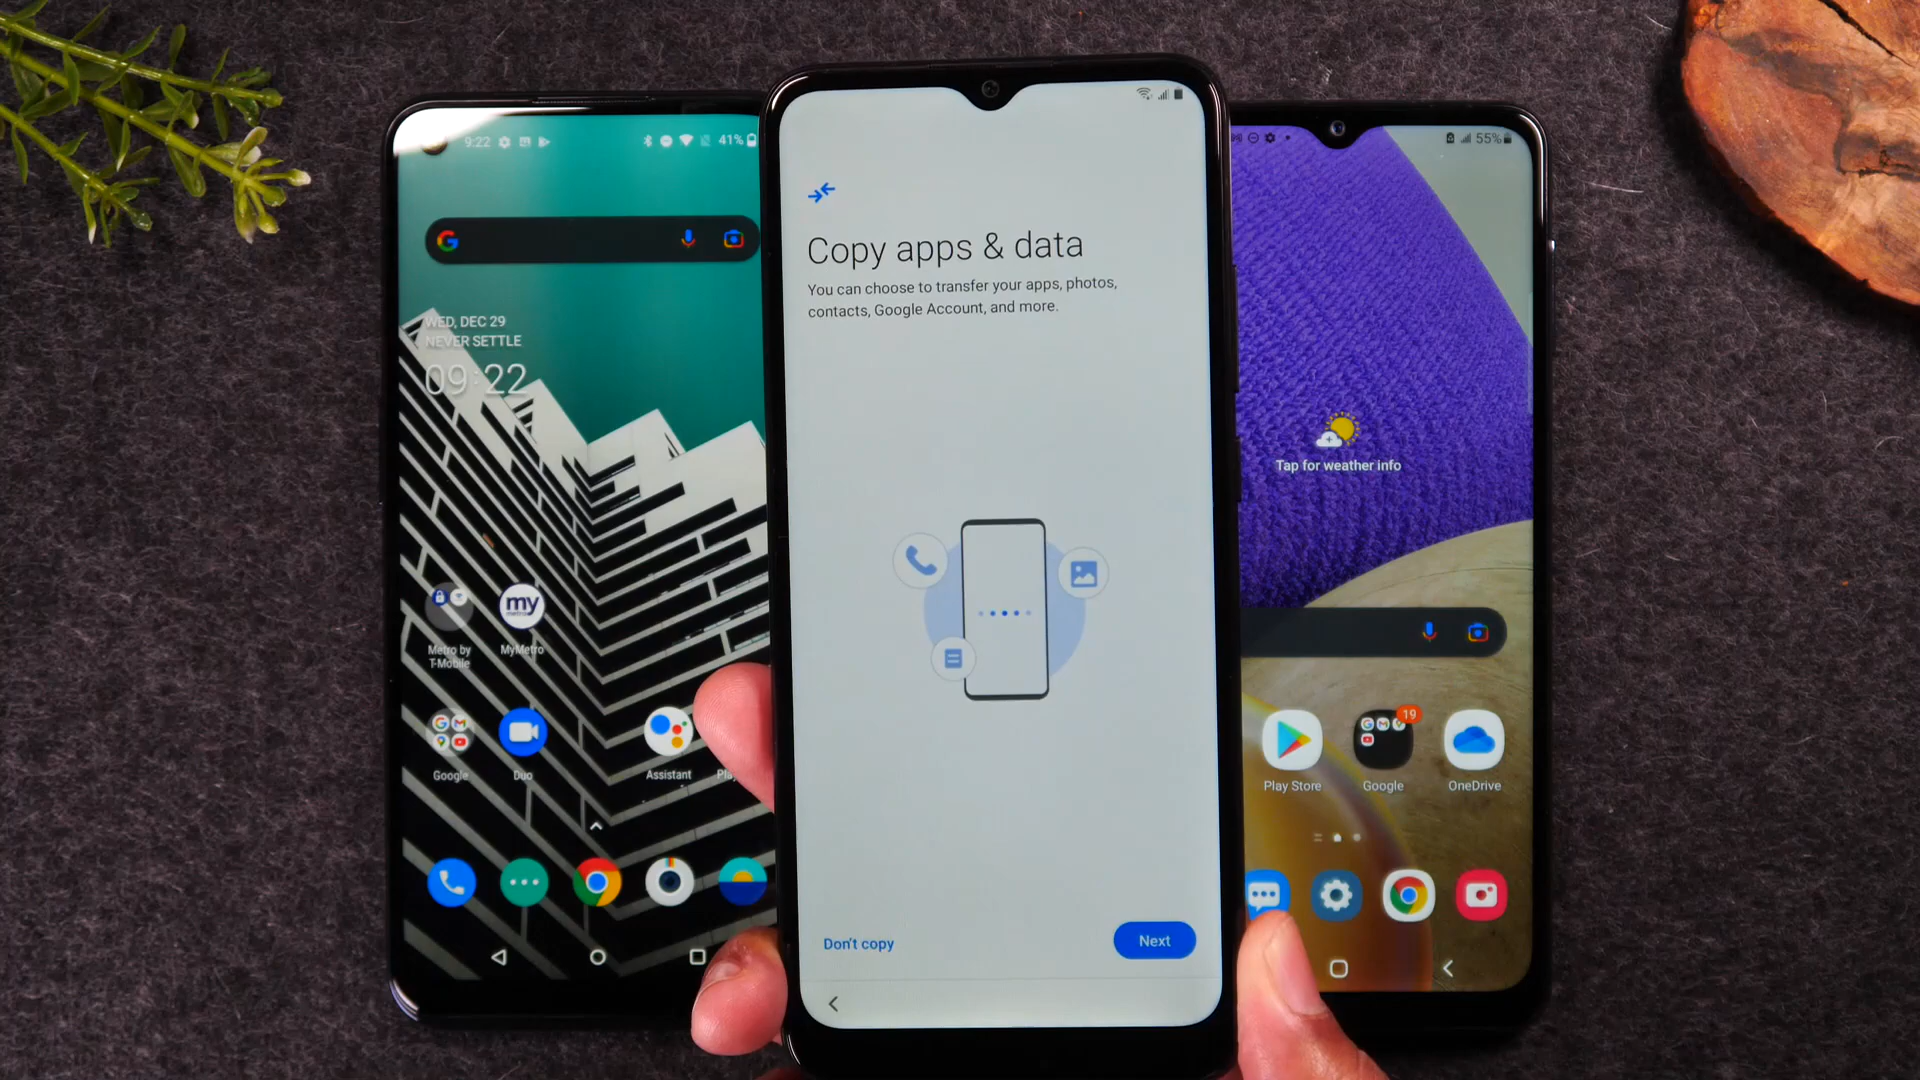 9:22
41%
WED, DEC 29
NEVER SETTLE
09:22
my
Metro by
T-Mobile
MyMetro
Google
Duo
Assistant
Copy apps & data
You can choose to transfer your apps, photos,
contacts, Google Account, and more.
Don't copy
Next
55%
Tap for weather info
19
Play Store
Google
OneDrive